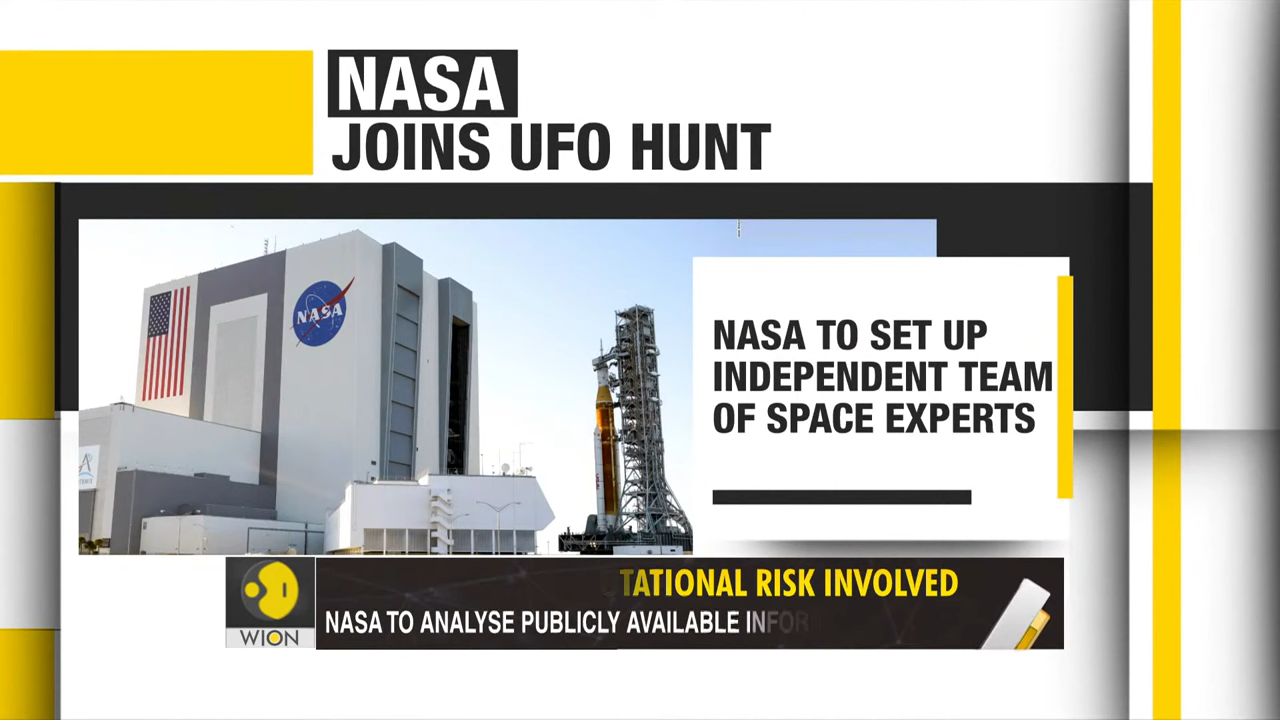 NASA
JOINS UFO HUNT
NASA
NASA TO SET UP
INDEPENDENT TEAM
OF SPACE EXPERTS
TATIONAL RISK INVOLVED
NASA TO ANALYSE PUBLICLY AVAILABLE INFOR
WION